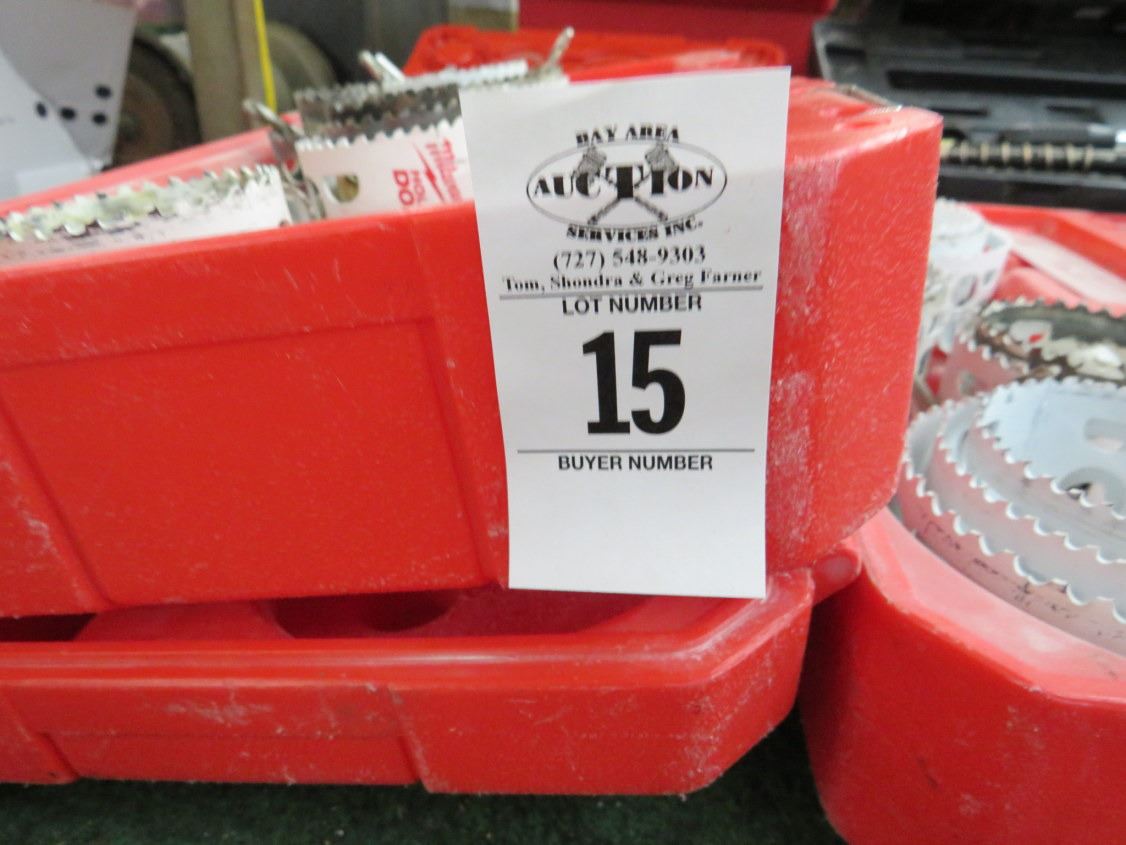 BAY AREA
AUCTION
SERVICES INC.
(727) 548-9303
Tom, Shondra & Greg Farner
LOT NUMBER
15
BUYER NUMBER